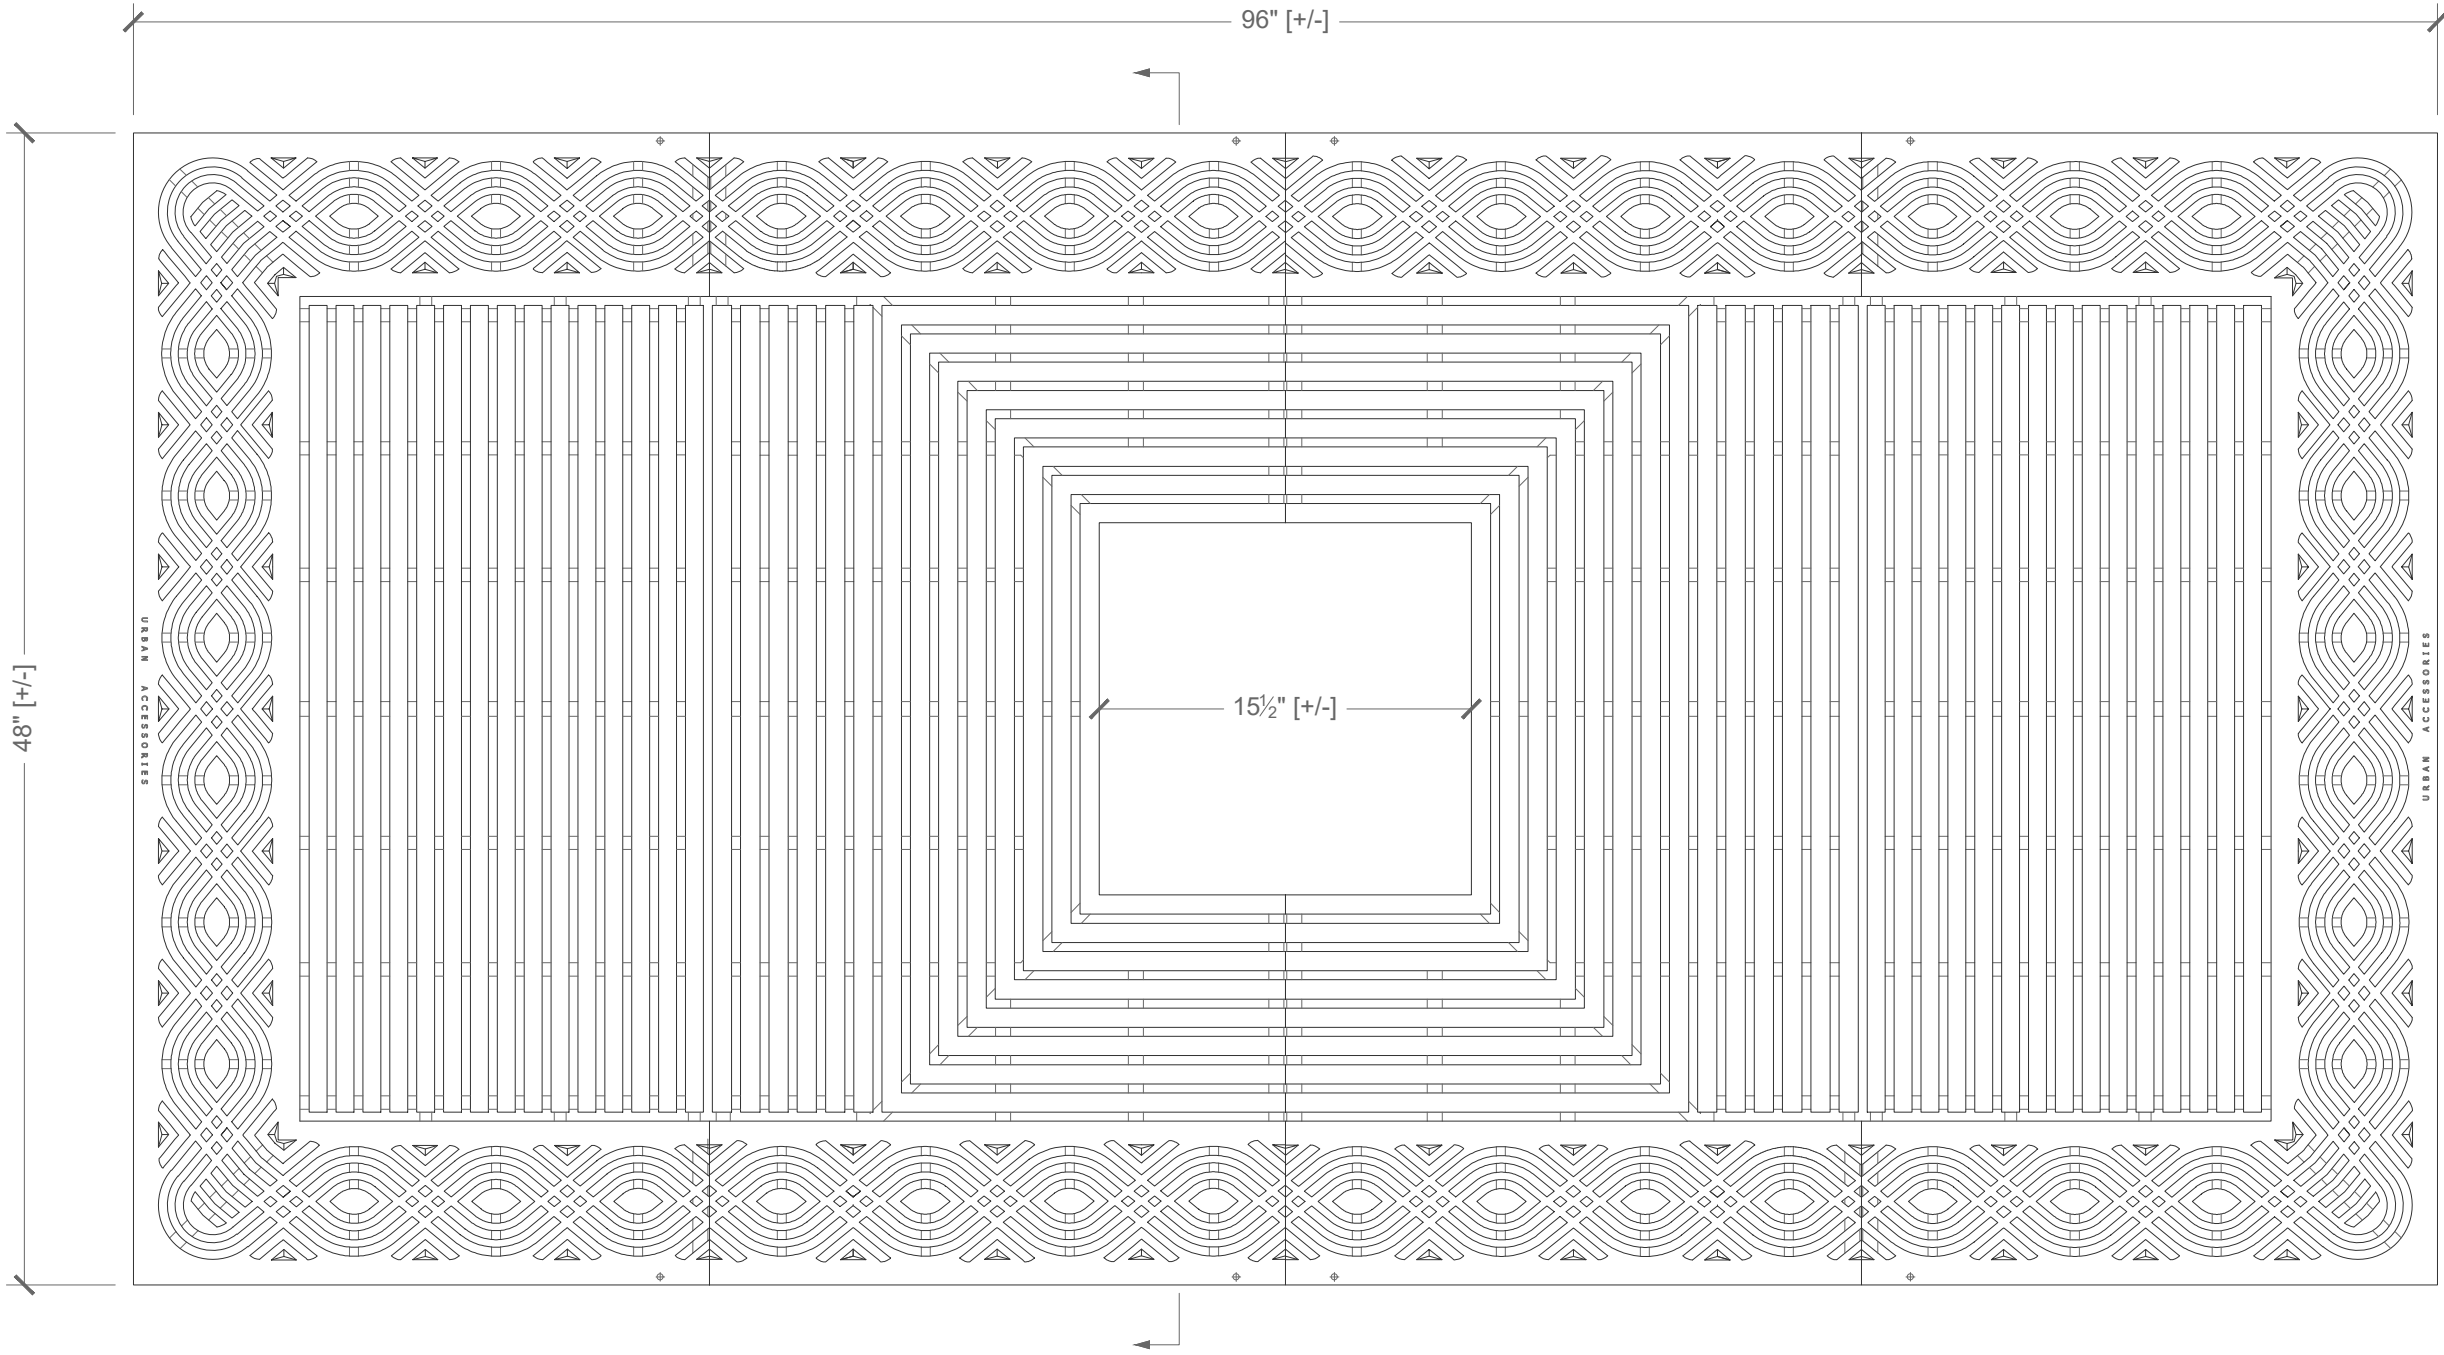 96" [+/-]
48" [+/-]
15½" [+/-]
URBAN ACCESSORIES
URBAN ACCESSORIES